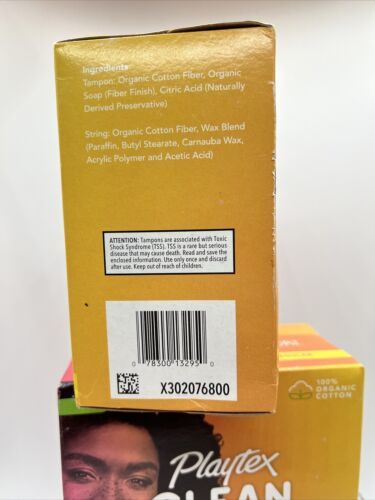 Ingredients
Tampon: Organic Cotton Fiber, Organic
Soap (Fiber Finish), Citric Acid (Naturally
Derived Preservative)
String: Organic Cotton Fiber, Wax Blend
(Paraffin, Butyl Stearate, Carnauba Wax,
Acrylic Polymer and Acetic Acid)
ATTENTION: Tampons are associated with Toxic
Shock Syndrome (TSS). TSS is a rare but serious
disease that may cause death. Read and save the
enclosed information. Use only once and discard
after use. Keep out of reach of children.
0 78300 13295 0
X302076800
100%
ORGANIC
COTTON
Playtex
CLEAN